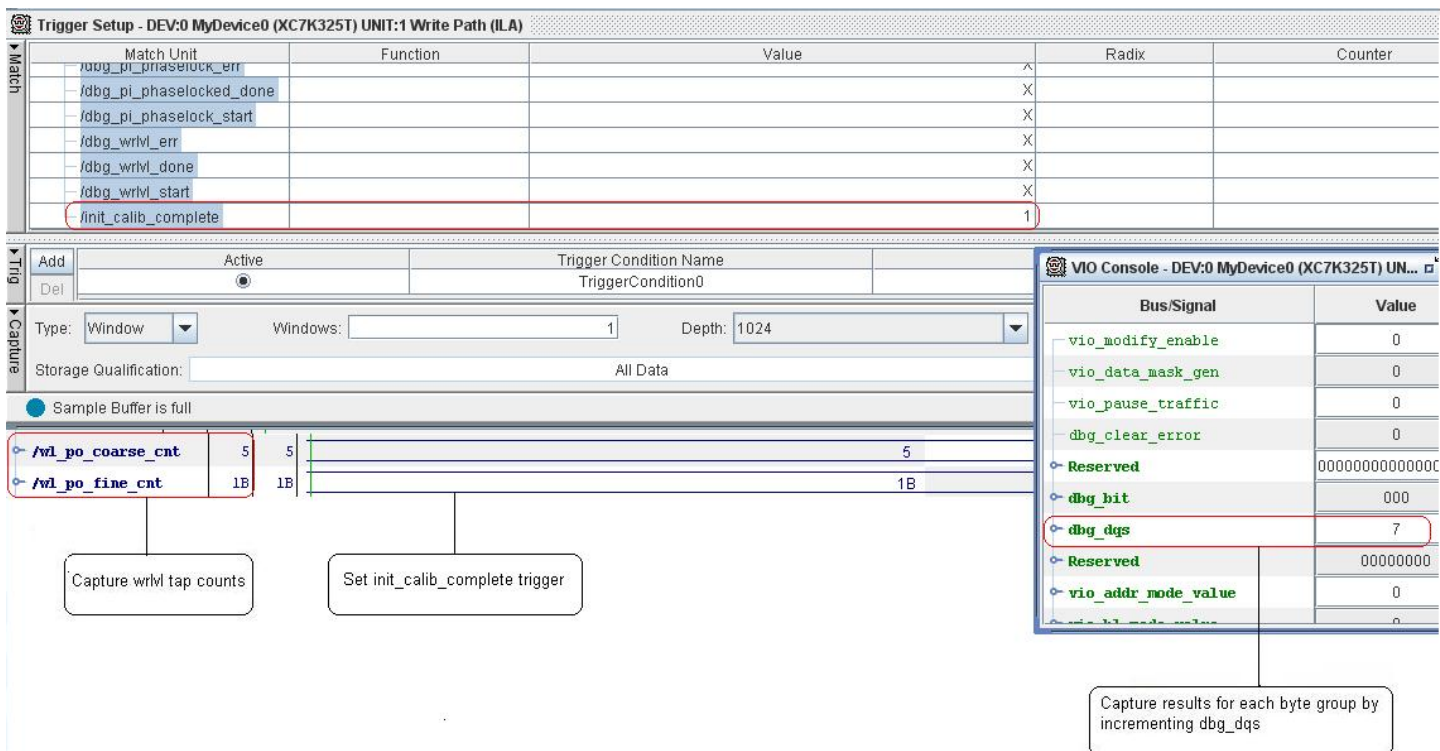 Trigger Setup - DEV:0 MyDevice0 (XC7K325T) UNIT:1 Write Path (ILA)
Match
Match Unit Function Value Radix Counter
/dbg_pi_phaselock_err X
/dbg_pi_phaselocked_done X
/dbg_pi_phaselock_start X
/dbg_wrlvl_err X
/dbg_wrlvl_done X
/dbg_wrlvl_start X
/init_calib_complete 1
Trig
Add Active Trigger Condition Name
Del TriggerCondition0
Capture
Type: Window Windows: 1 Depth: 1024
Storage Qualification: All Data
Sample Buffer is full
/wl_po_coarse_cnt 5 5 5
/wl_po_fine_cnt 1B 1B 1B
Capture wrlvl tap counts
Set init_calib_complete trigger
VIO Console - DEV:0 MyDevice0 (XC7K325T) UN...
Bus/Signal Value
vio_modify_enable 0
vio_data_mask_gen 0
vio_pause_traffic 0
dbg_clear_error 0
Reserved 00000000000000
dbg_bit 000
dbg_dqs 7
Reserved 00000000
vio_addr_mode_value 0
Capture results for each byte group by
incrementing dbg_dqs